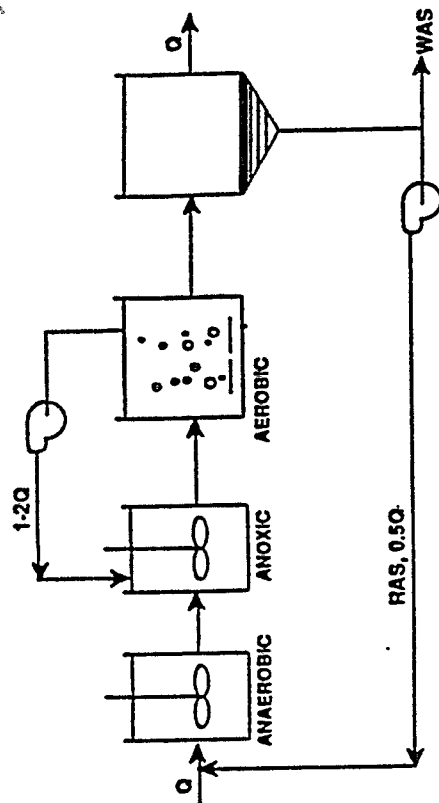 Q
WAS
1-2Q
AEROBIC
ANOXIC
ANAEROBIC
RAS, 0.5Q
Q